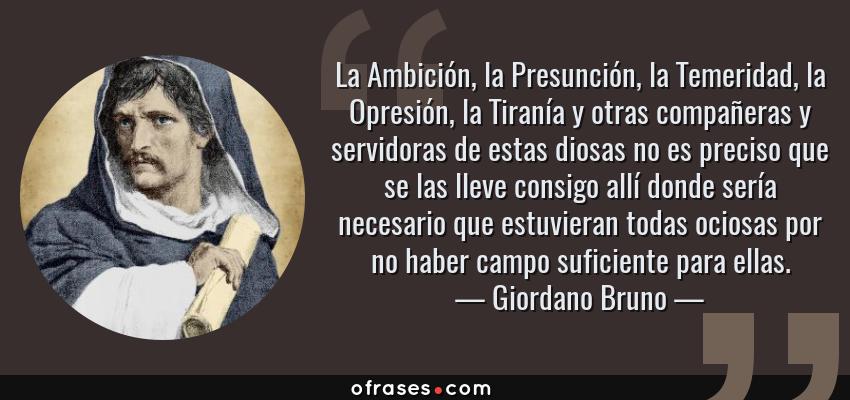 La Ambición, la Presunción, la Temeridad, la
Opresión, la Tiranía y otras compañeras y
servidoras de estas diosas no es preciso que
se las lleve consigo allí donde sería
necesario que estuvieran todas ociosas por
no haber campo suficiente para ellas.
— Giordano Bruno —
ofrases.com